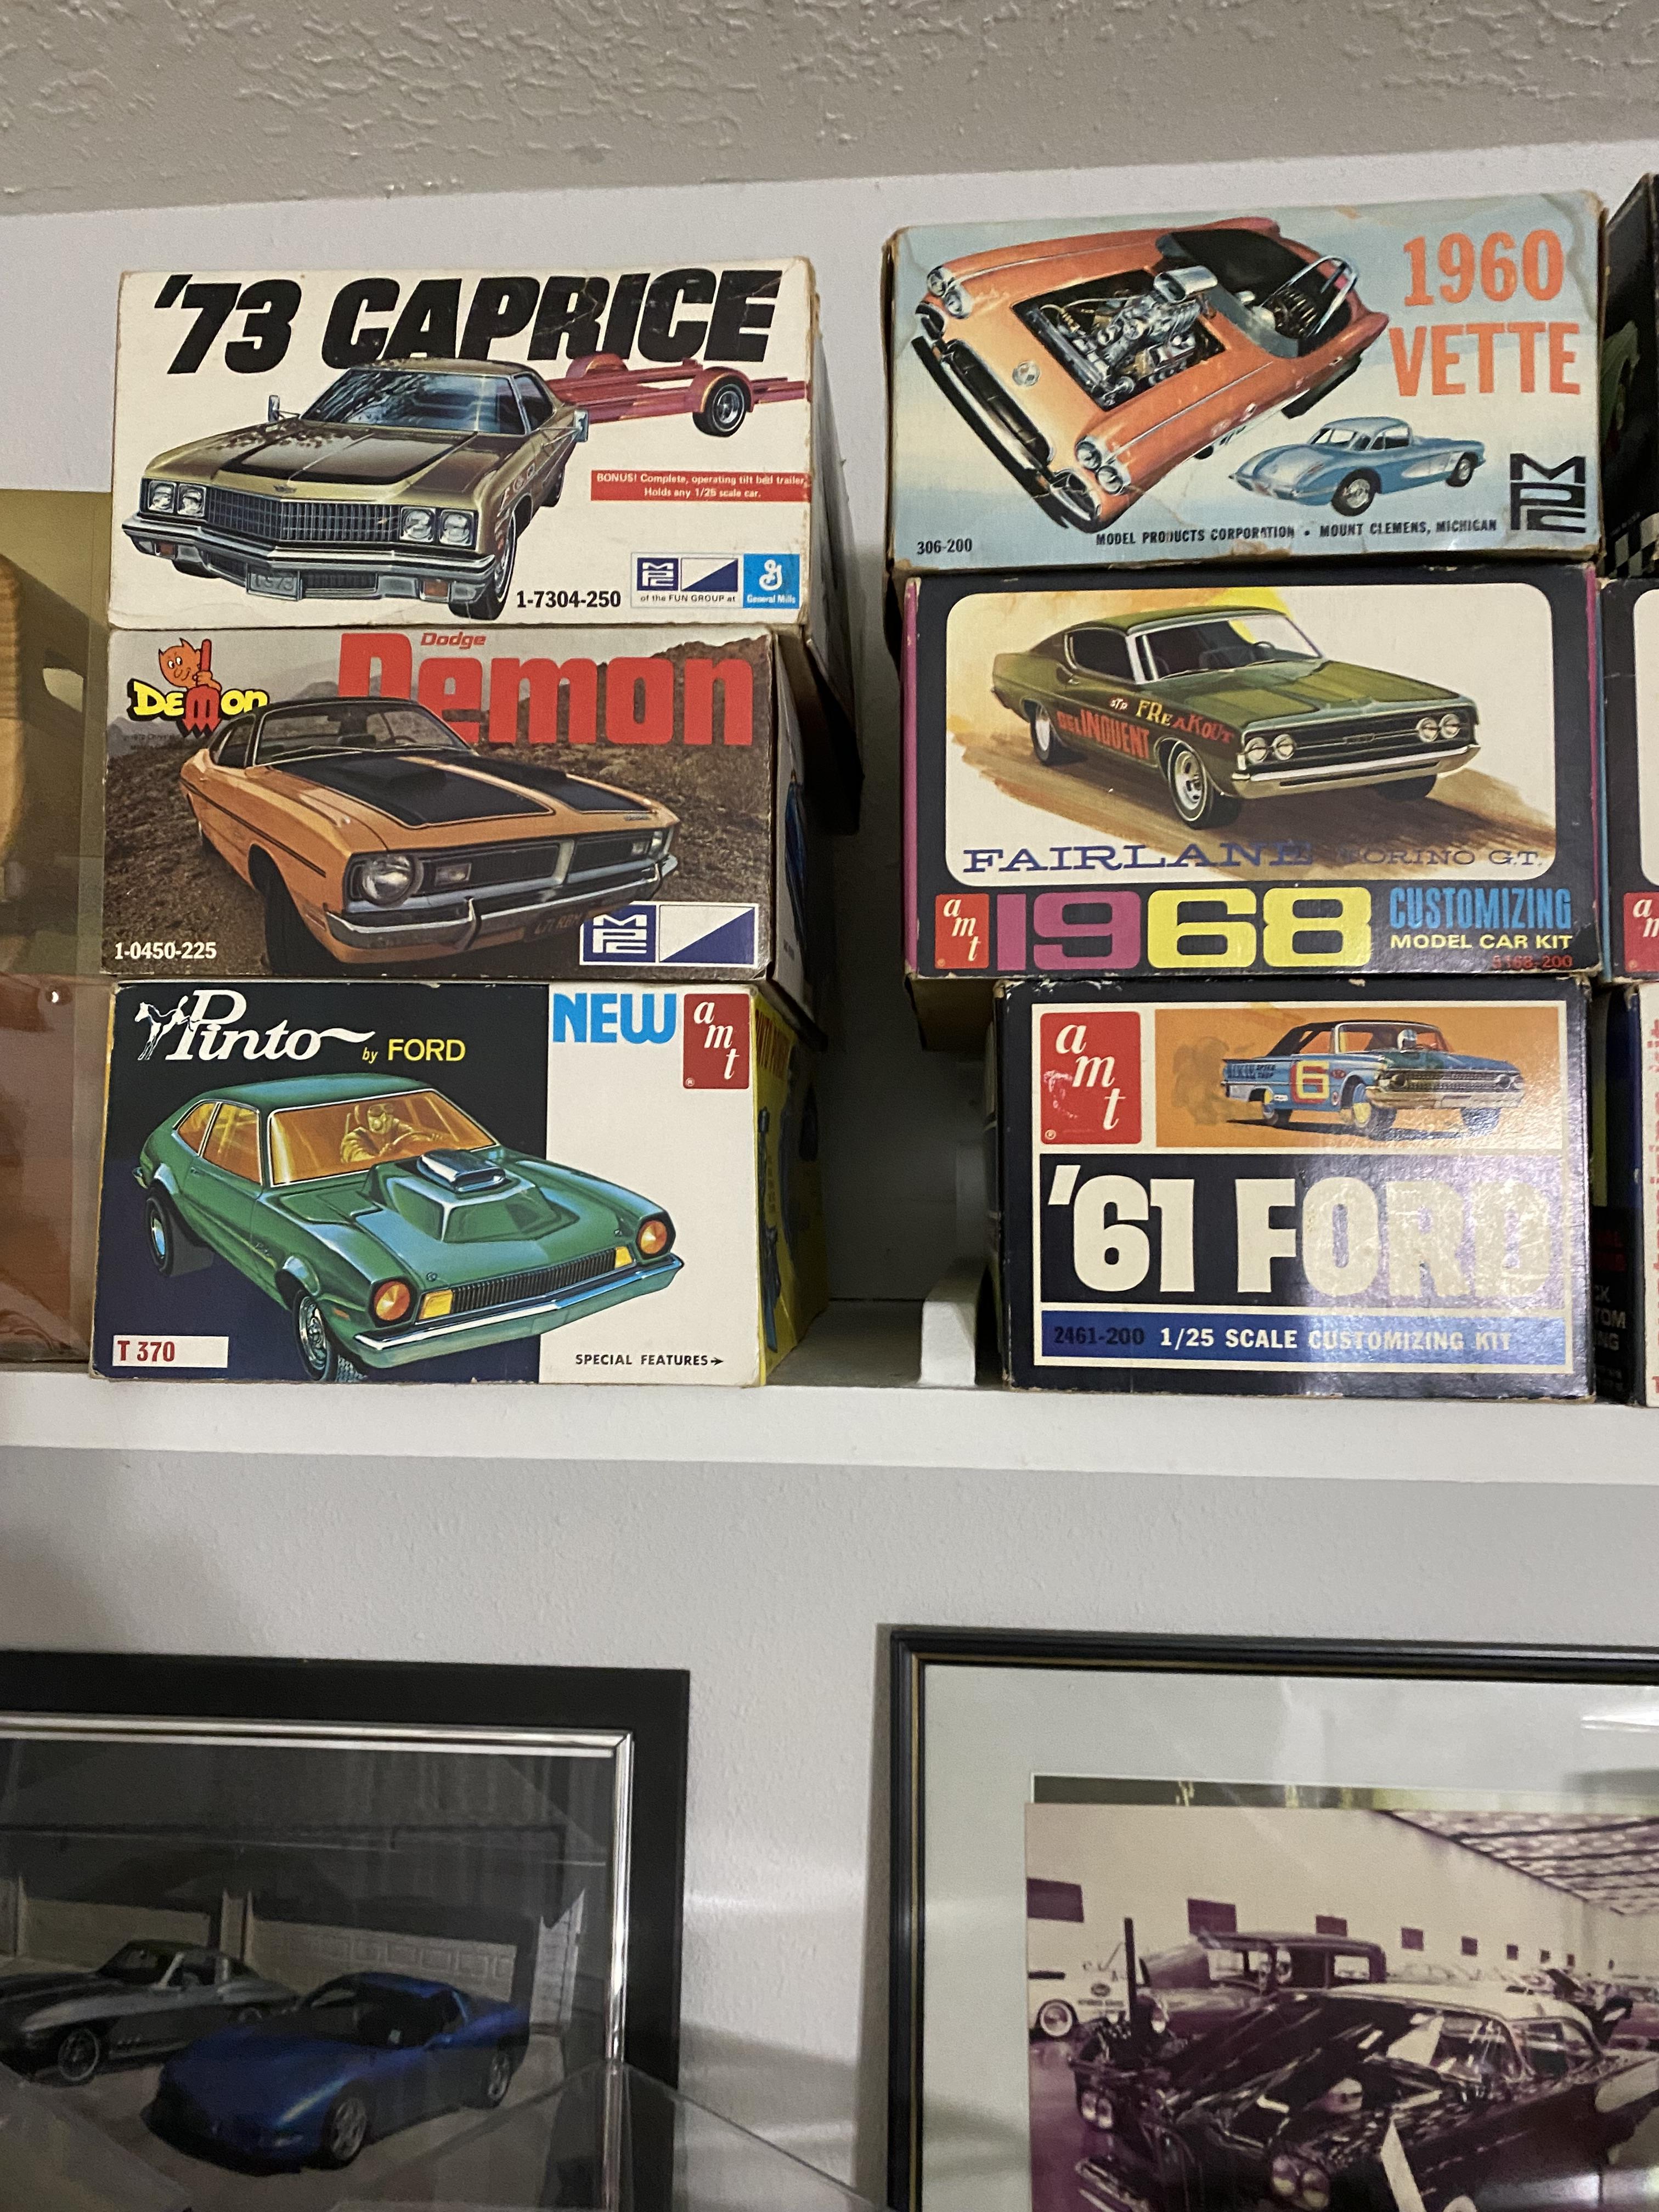 '73 CAPRICE
BONUS! Complete, operating tilt bed trailer
Holds any 1/25 scale car.
1-7304-250
MPC
of the FUN GROUP at
General Mills
1960
VETTE
MPC
MODEL PRODUCTS CORPORATION • MOUNT CLEMENS, MICHIGAN
306-200
Dodge
Demon
DEMON
MPC
1-0450-225
STP FREAKOUT
DELINQUENT
FAIRLANE TORINO G.T.
amt
1968
CUSTOMIZING
MODEL CAR KIT
Pinto by FORD
NEW
amt
T 370
SPECIAL FEATURES→
amt
6
'61 FORD
2461-200 1/25 SCALE CUSTOMIZING KIT